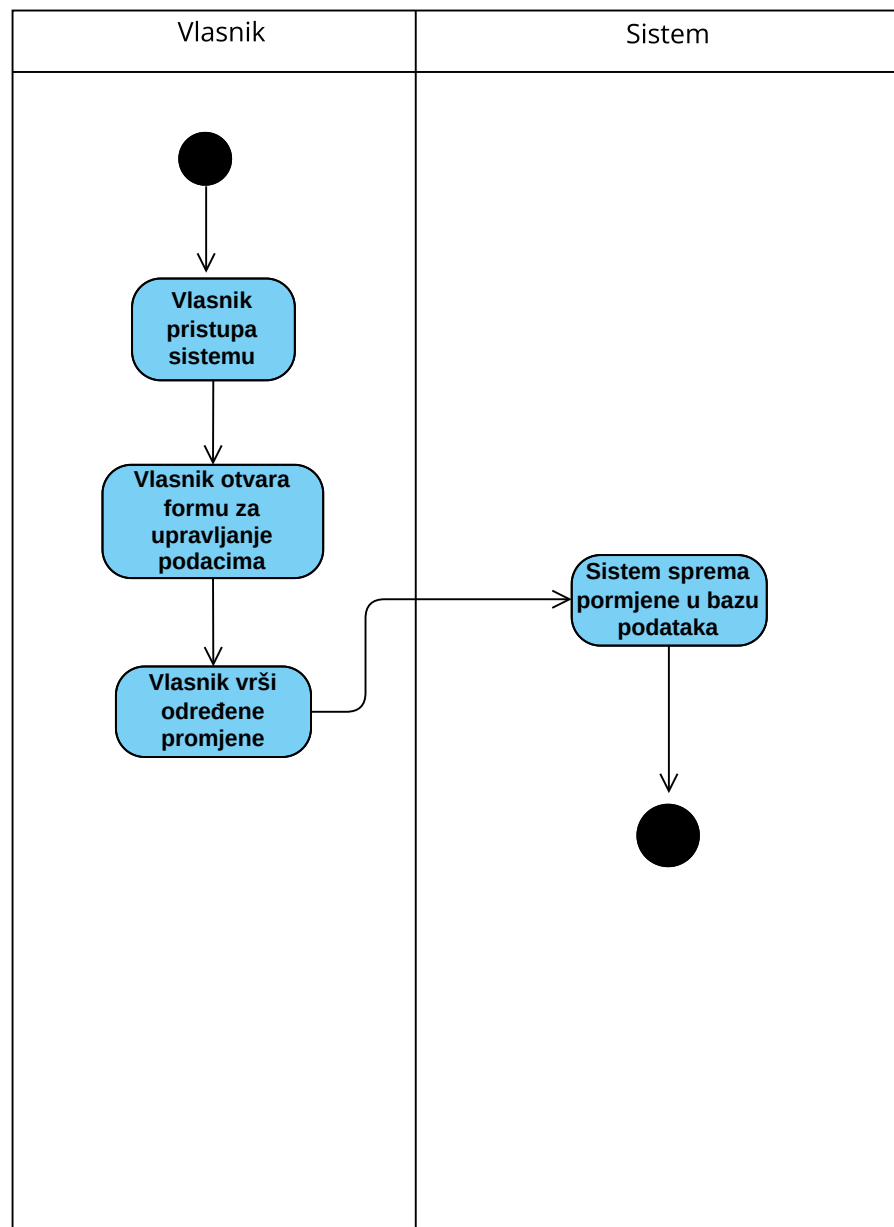 Vlasnik
Sistem
Vlasnik
pristupa
sistemu
Vlasnik otvara
formu za
upravljanje
podacima
Vlasnik vrši
određene
promjene
Sistem sprema
pormjene u bazu
podataka